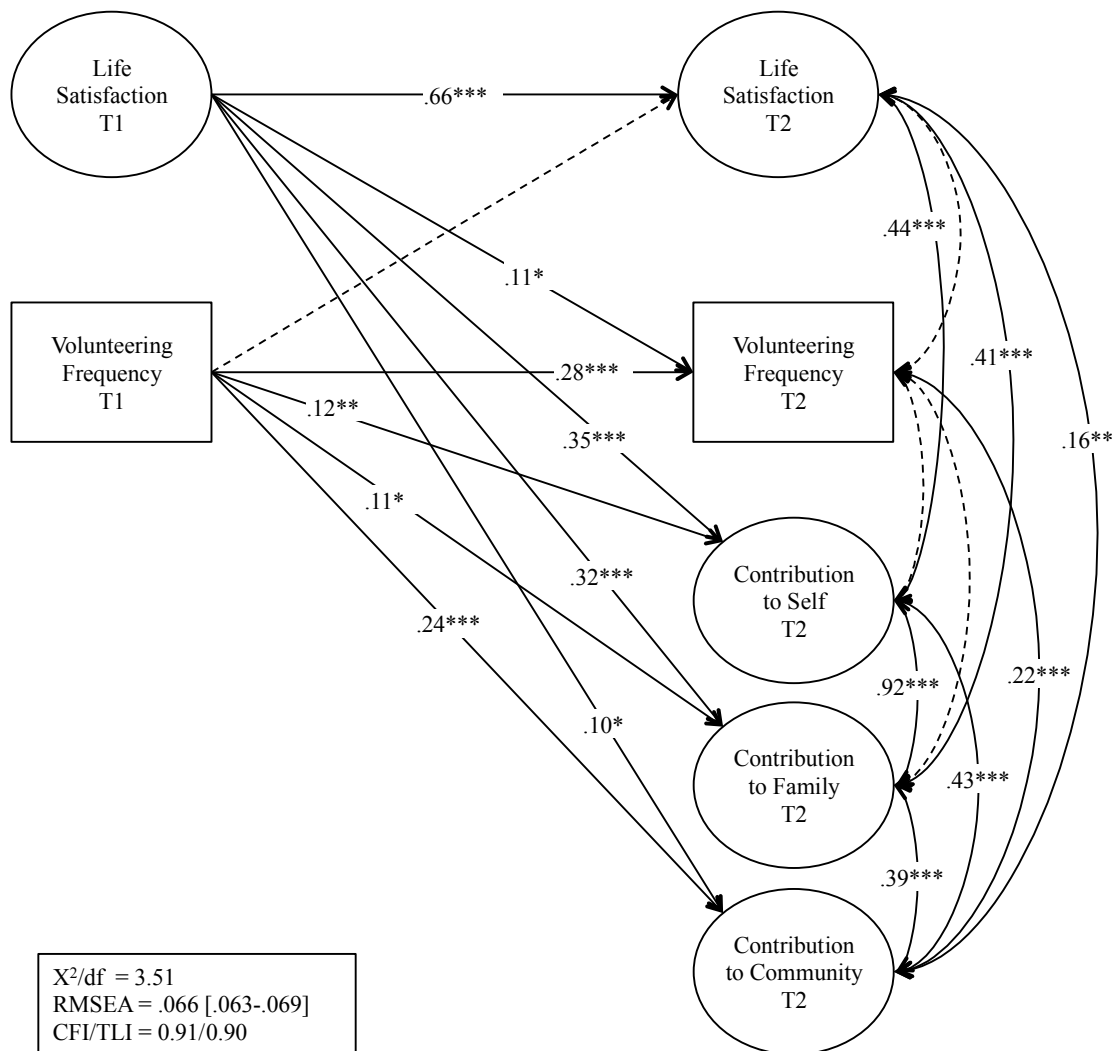 Life
Satisfaction
T1
Life
Satisfaction
T2
.66***
.44***
.11*
Volunteering
Frequency
T1
Volunteering
Frequency
T2
.41***
.28***
.12**
.35***
.16**
.11*
.32***
.24***
Contribution
to Self
T2
.92***
.22***
.10*
Contribution
to Family
T2
.43***
.39***
Contribution
to Community
T2
X²/df = 3.51
RMSEA = .066 [.063-.069]
CFI/TLI = 0.91/0.90